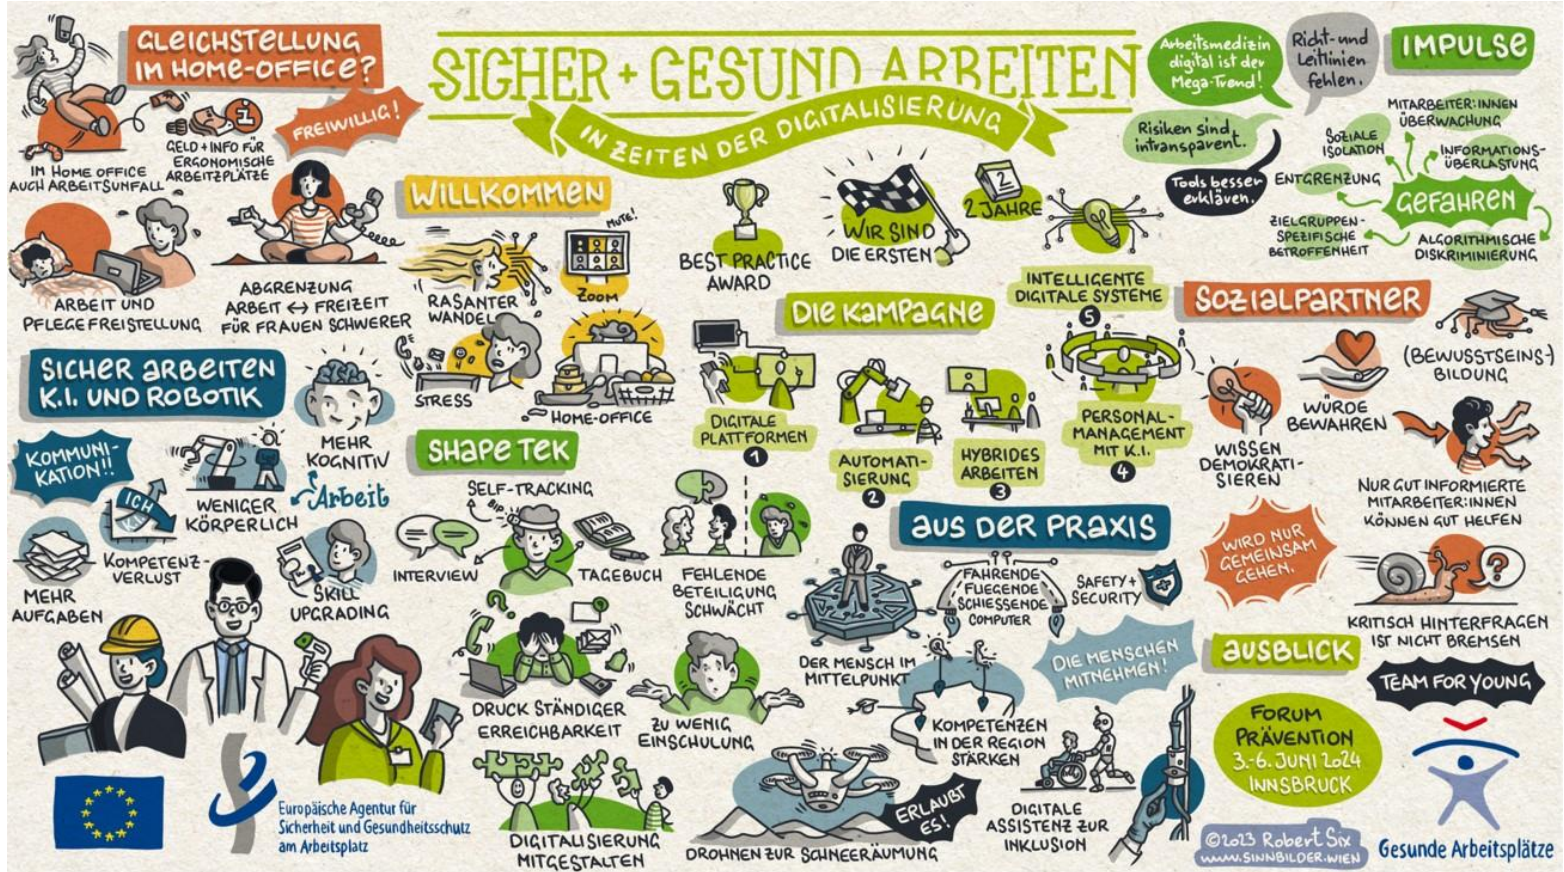 GLEICHSTELLUNG
IM HOME-OFFICE?
FREIWILLIG!
GELD + INFO FÜR
ERGONOMISCHE
ARBEITZPLÄTZE
IM HOME OFFICE
AUCH ARBEITSUNFALL
ARBEIT UND
PFLEGEFREISTELLUNG
ABGRENZUNG
ARBEIT ↔ FREIZEIT
FÜR FRAUEN SCHWERER
SICHER + GESUND ARBEITEN
IN ZEITEN DER DIGITALISIERUNG
WILLKOMMEN
RASANTER
WANDEL
MUTE!
ZOOM
STRESS
HOME-OFFICE
BEST PRACTICE
AWARD
WIR SIND
DIE ERSTEN
2
2 JAHRE
DIE KAMPAGNE
INTELLIGENTE
DIGITALE SYSTEME
5
DIGITALE
PLATTFORMEN
1
AUTOMATI-
SIERUNG
2
HYBRIDES
ARBEITEN
3
PERSONAL-
MANAGEMENT
MIT K.I.
4
Arbeitsmedizin
digital ist der
Mega-Trend!
Richt- und
Leitlinien
fehlen.
IMPULSE
Risiken sind
intransparent.
Tools besser
erklären.
MITARBEITER:INNEN
ÜBERWACHUNG
SOZIALE
ISOLATION
INFORMATIONS-
ÜBERLASTUNG
ENTGRENZUNG
GEFAHREN
ZIELGRUPPEN-
SPEZIFISCHE
BETROFFENHEIT
ALGORITHMISCHE
DISKRIMINIERUNG
SOZIALPARTNER
(BEWUSSTSEINS-)
BILDUNG
WÜRDE
BEWAHREN
WISSEN
DEMOKRATI-
SIEREN
NUR GUT INFORMIERTE
MITARBEITER:INNEN
KÖNNEN GUT HELFEN
WIRD NUR
GEMEINSAM
GEHEN.
?
KRITISCH HINTERFRAGEN
IST NICHT BREMSEN
SICHER ARBEITEN
K.I. UND ROBOTIK
KOMMUNI-
KATION!!
MEHR
KOGNITIV
Arbeit
WENIGER
KÖRPERLICH
ICH
K.I.
KOMPETENZ-
VERLUST
MEHR
AUFGABEN
SKILL
UPGRADING
SHAPE TEK
SELF-TRACKING
BIP
INTERVIEW
TAGEBUCH
FEHLENDE
BETEILIGUNG
SCHWÄCHT
DRUCK STÄNDIGER
ERREICHBARKEIT
ZU WENIG
EINSCHULUNG
DIGITALISIERUNG
MITGESTALTEN
AUS DER PRAXIS
DER MENSCH IM
MITTELPUNKT
FAHRENDE
FLIEGENDE
SCHIESSENDE
COMPUTER
SAFETY +
SECURITY
DIE MENSCHEN
MITNEHMEN!
KOMPETENZEN
IN DER REGION
STÄRKEN
ERLAUBT
ES!
DROHNEN ZUR SCHNEERÄUMUNG
DIGITALE
ASSISTENZ ZUR
INKLUSION
AUSBLICK
TEAM FOR YOUNG
FORUM
PRÄVENTION
3.-6. JUNI 2024
INNSBRUCK
©2023 Robert Six
www.SINNBILDER.WIEN
Gesunde Arbeitsplätze
Europäische Agentur für
Sicherheit und Gesundheitsschutz
am Arbeitsplatz